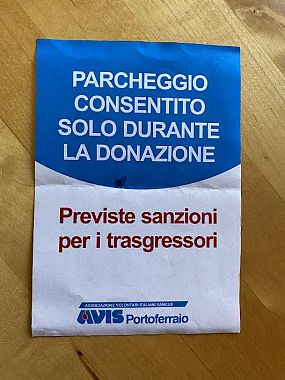 PARCHEGGIO
CONSENTITO
SOLO DURANTE
LA DONAZIONE
Previste sanzioni
per i trasgressori
ASSOCIAZIONE VOLONTARI ITALIANI SANGUE
AVIS Portoferraio